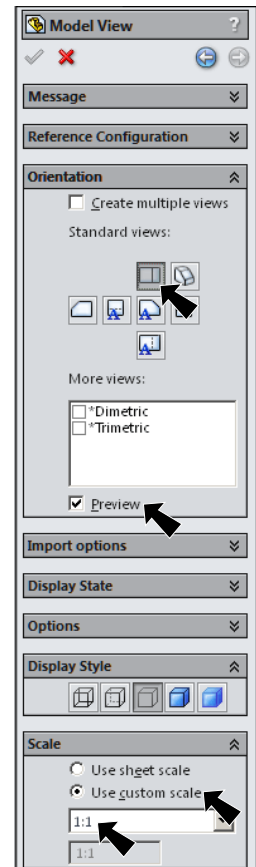 Model View ?
Message
Reference Configuration
Orientation
Create multiple views
Standard views:
A A
A
More views:
*Dimetric
*Trimetric
Preview
Import options
Display State
Options
Display Style
Scale
Use sheet scale
Use custom scale
1:1
1:1